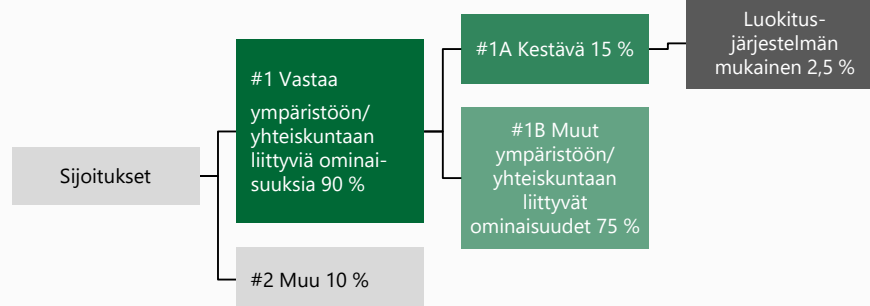 Sijoitukset
#1 Vastaa
ympäristöön/
yhteiskuntaan
liittyviä ominai-
suuksia 90 %
#2 Muu 10 %
#1A Kestävä 15 %
#1B Muut
ympäristöön/
yhteiskuntaan
liittyvät
ominaisuudet 75 %
Luokitus-
järjestelmän
mukainen 2,5 %